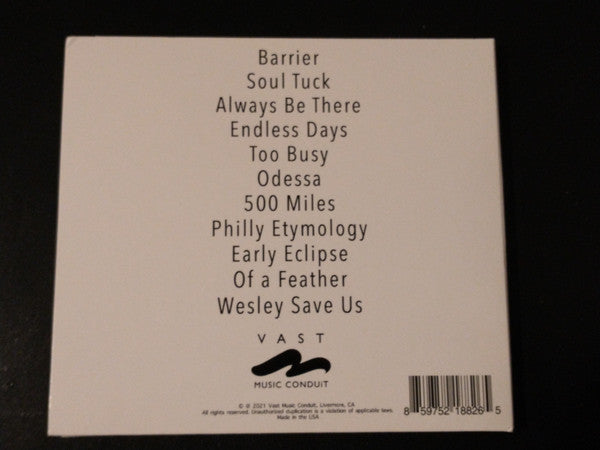 Barrier
Soul Tuck
Always Be There
Endless Days
Too Busy
Odessa
500 Miles
Philly Etymology
Early Eclipse
Of a Feather
Wesley Save Us
VAST
MUSIC CONDUIT
© ℗ 2021 Vast Music Conduit, Livermore, CA
All rights reserved. Unauthorized duplication is a violation of applicable laws.
Made in the USA
8 59752 18826 5